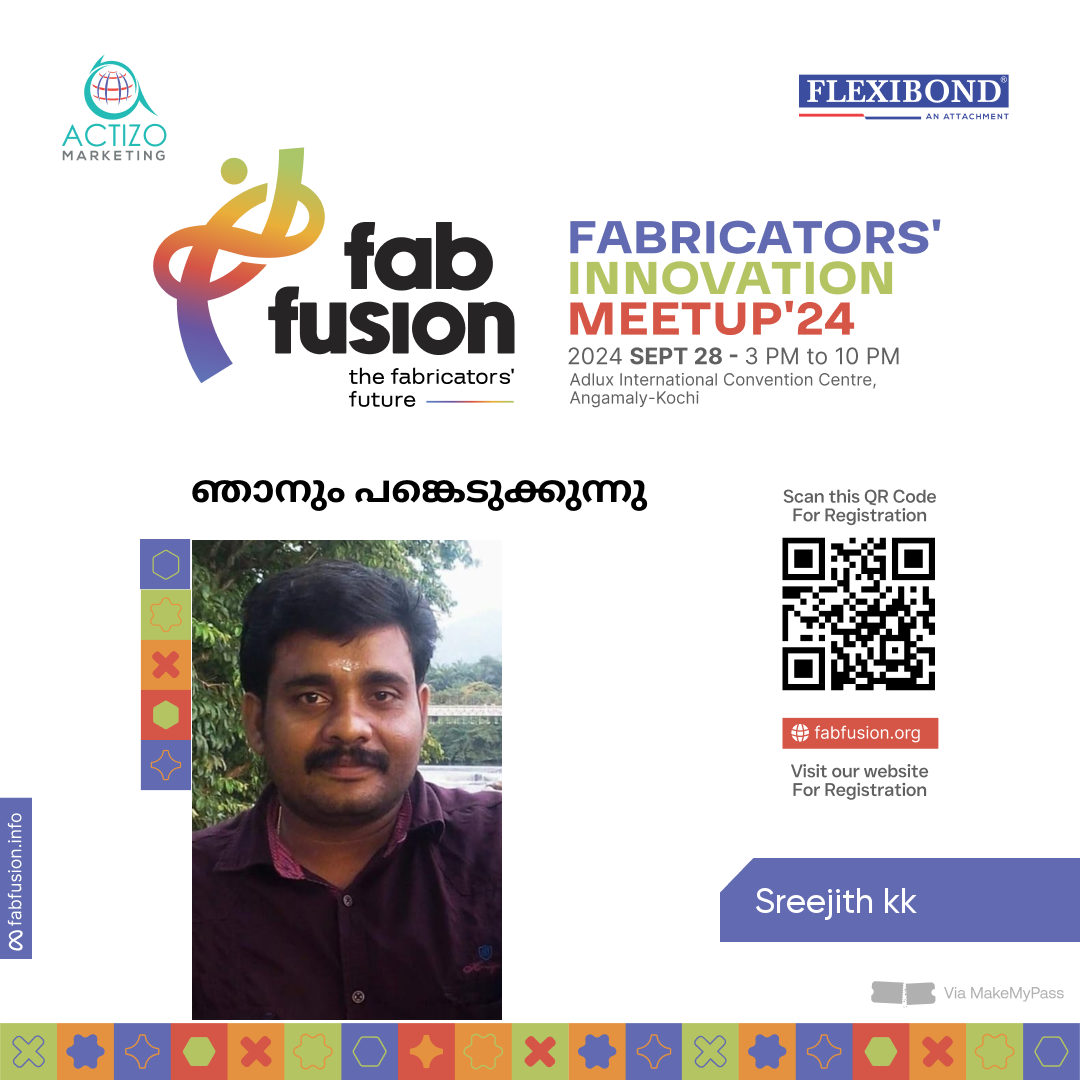 ACTIZO
MARKETING
FLEXIBOND®
AN ATTACHMENT
fab
fusion
the fabricators'
future
FABRICATORS'
INNOVATION
MEETUP'24
2024 SEPT 28 - 3 PM to 10 PM
Adlux International Convention Centre,
Angamaly-Kochi
ഞാനും പങ്കെടുക്കുന്നു
Scan this QR Code
For Registration
fabfusion.org
Visit our website
For Registration
fabfusion.info
Sreejith kk
Via MakeMyPass